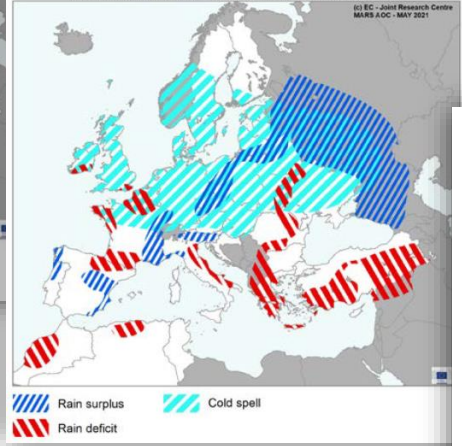 (c) EC - Joint Research Centre
MARS AOC - MAY 2021
Rain surplus
Cold spell
Rain deficit